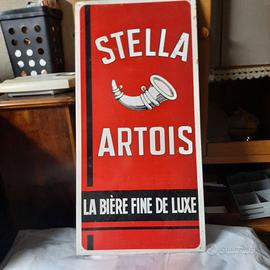 STELLA
ARTOIS
LA BIÈRE FINE DE LUXE